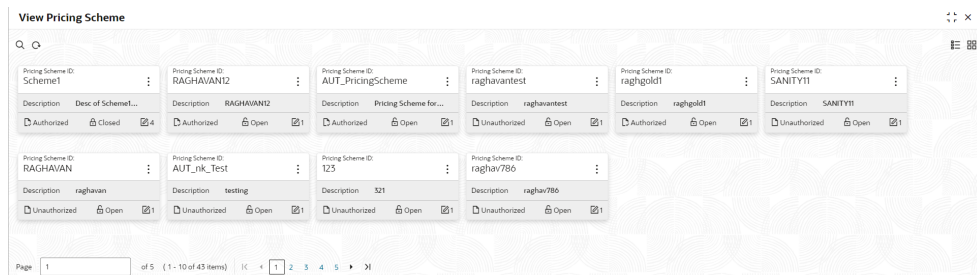 View Pricing Scheme
Pricing Scheme ID: Pricing Scheme ID: Pricing Scheme ID: Pricing Scheme ID: Pricing Scheme ID: Pricing Scheme ID:
Scheme1 RAGHAVAN12 AUT_PricingScheme raghavantest raghgold1 SANITY11
Description Desc of Scheme1... Description RAGHAVAN12 Description Pricing Scheme for... Description raghavantest Description raghgold1 Description SANITY11
Authorized Closed 4 Authorized Open 1 Authorized Open 1 Unauthorized Open 1 Authorized Open 1 Unauthorized Open 1
Pricing Scheme ID: Pricing Scheme ID: Pricing Scheme ID: Pricing Scheme ID:
RAGHAVAN AUT_nk_Test 123 raghav786
Description raghavan Description testing Description 321 Description raghav786
Unauthorized Open 1 Unauthorized Open 1 Unauthorized Open 1 Unauthorized Open 1
Page 1 of 5 (1 - 10 of 43 items) 1 2 3 4 5